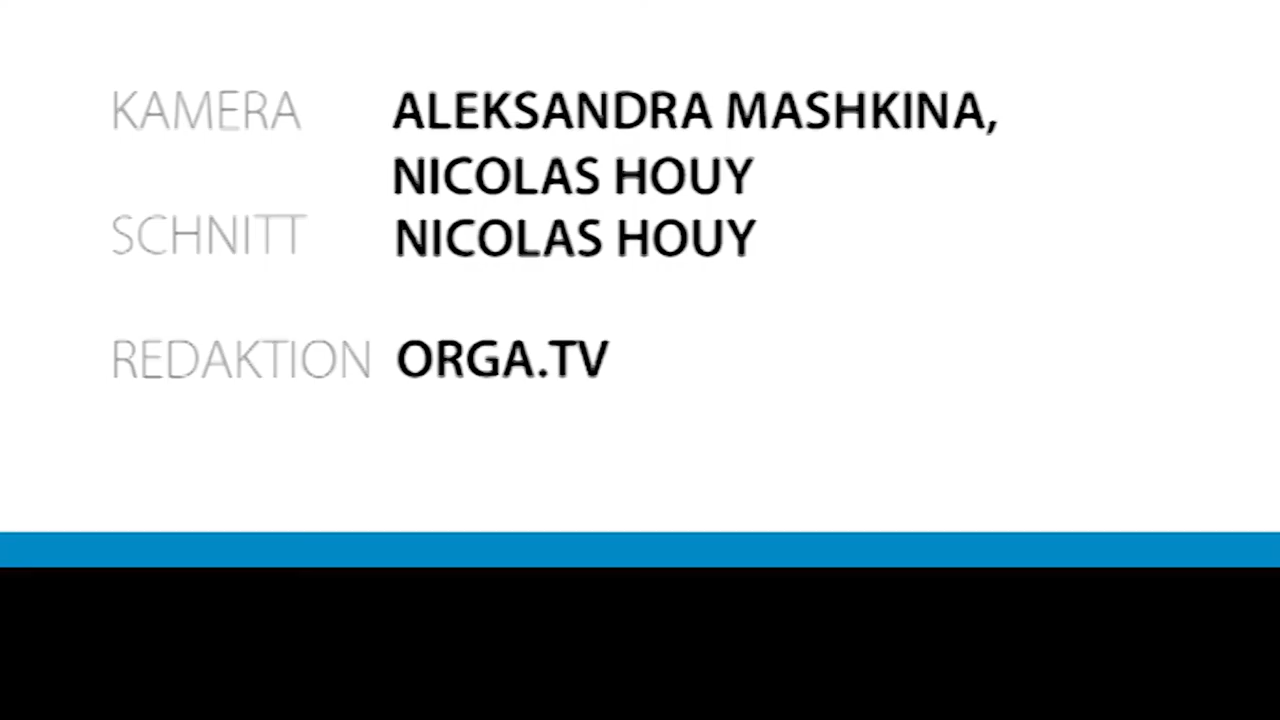 KAMERA ALEKSANDRA MASHKINA,
NICOLAS HOUY
SCHNITT NICOLAS HOUY
REDAKTION ORGA.TV